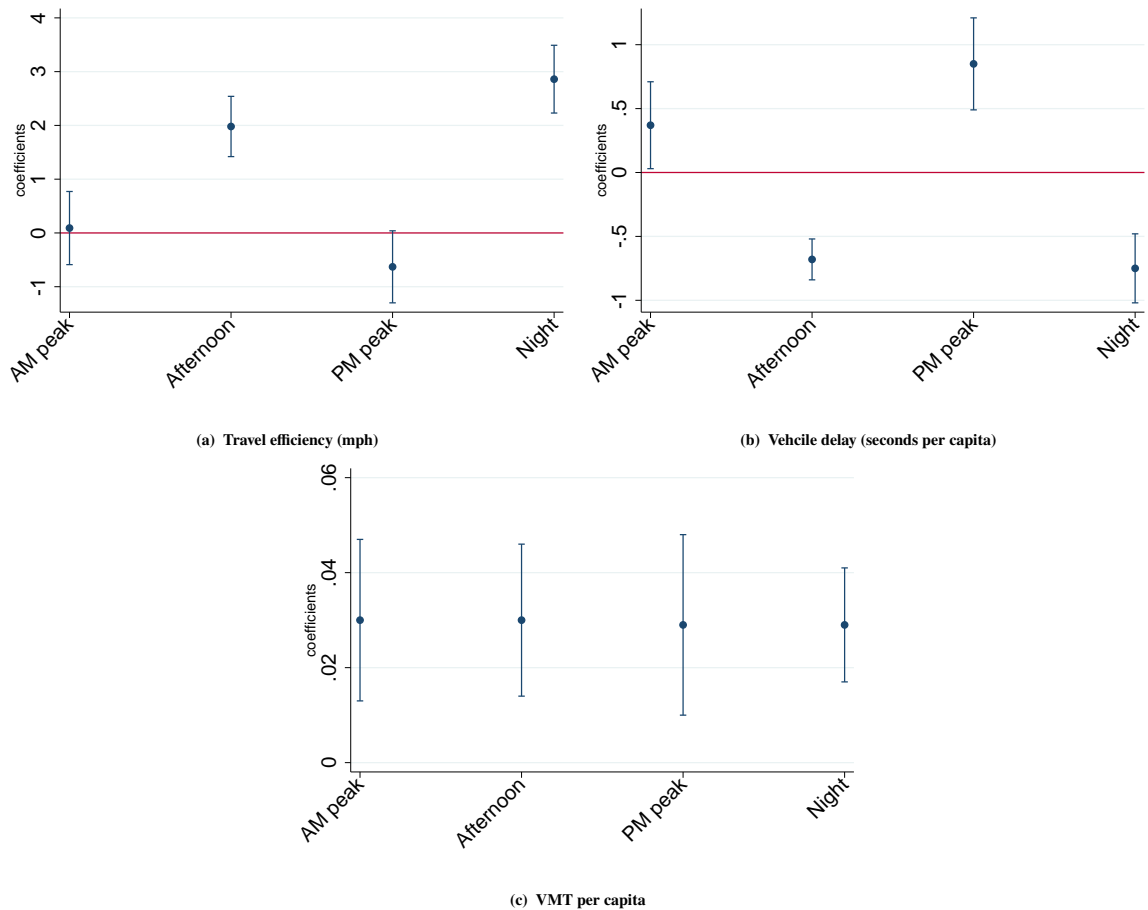 4
3
2
1
0
-1
coefficients
AM peak
Afternoon
PM peak
Night
(a) Travel efficiency (mph)
1
.5
0
-.5
-1
coefficients
AM peak
Afternoon
PM peak
Night
(b) Vehcile delay (seconds per capita)
.06
.04
.02
0
coefficients
AM peak
Afternoon
PM peak
Night
(c) VMT per capita